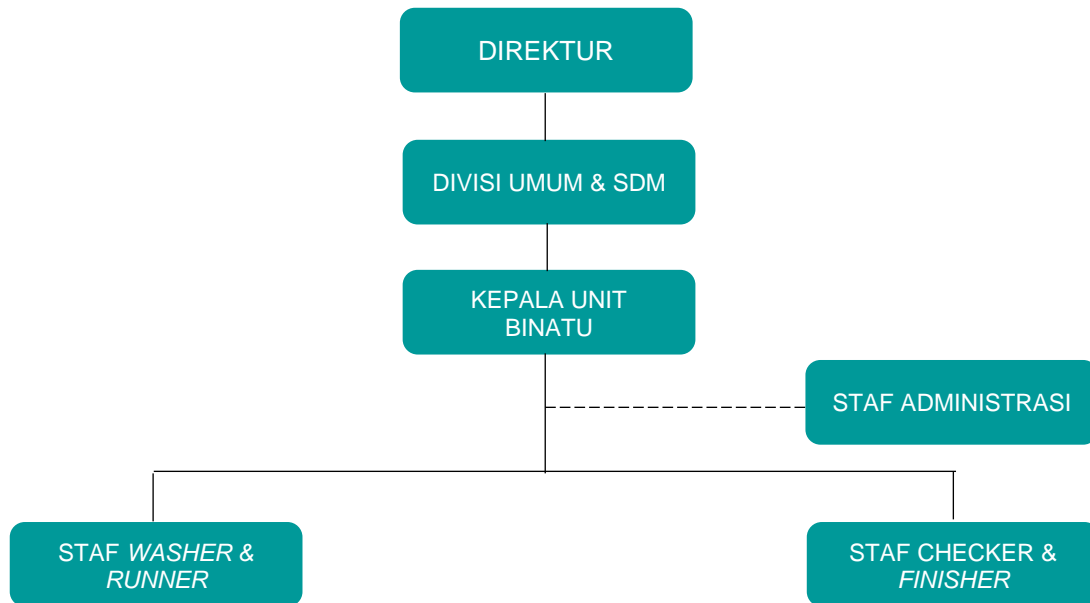 DIREKTUR
DIVISI UMUM & SDM
KEPALA UNIT
BINATU
STAF ADMINISTRASI
STAF WASHER &
RUNNER
STAF CHECKER &
FINISHER